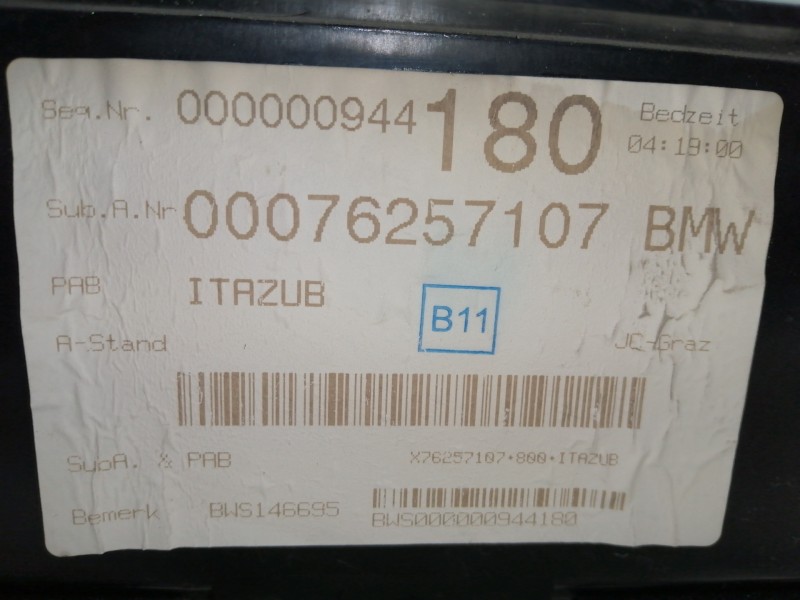 Seq.Nr. 000000944180 Bedzeit
04:19:00
Sub.A.Nr 00076257107 BMW
PAB ITAZUB
B11
A-Stand JC-Graz
SubA. & PAB X76257107*800*ITAZUB
Bemerk BWS146695 BWS000000944180